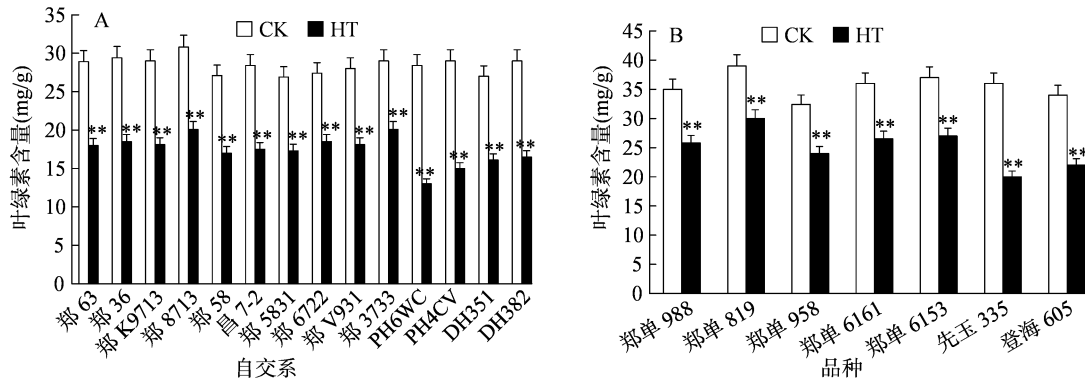 A
CK HT
叶绿素含量(mg/g)
35
30
25
20
15
10
5
0
** ** ** ** ** ** ** ** ** ** ** ** ** **
郑 63
郑 36
郑 K9713
郑 8713
郑 58
昌 7-2
郑 5831
郑 6722
郑 V931
郑 3733
PH6WC
PH4CV
DH351
DH382
自交系
B
CK HT
叶绿素含量(mg/g)
45
40
35
30
25
20
15
10
5
0
** ** ** ** ** ** **
郑单 988
郑单 819
郑单 958
郑单 6161
郑单 6153
先玉 335
登海 605
品种